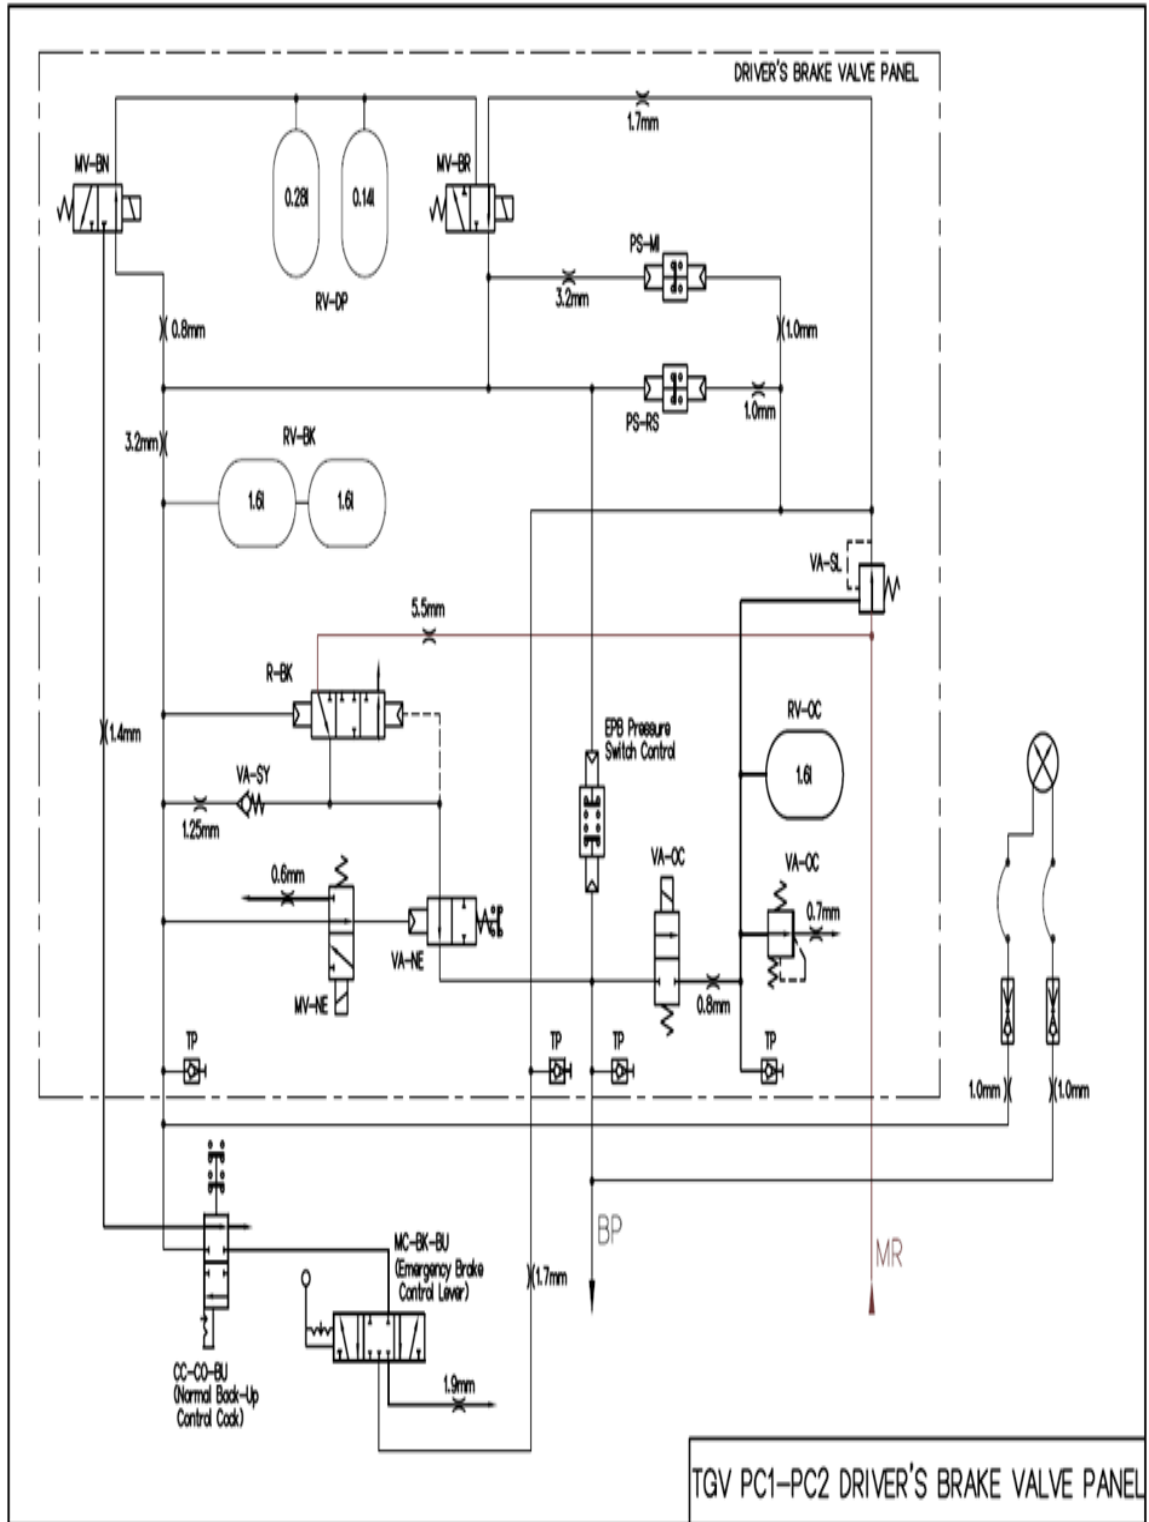 DRIVER'S BRAKE VALVE PANEL
1.7mm
MV-BN
MV-BR
0.28l
0.14l
RV-DP
PS-MI
3.2mm
0.8mm
1.0mm
PS-RS
1.0mm
3.2mm
RV-BK
1.6l
1.6l
VA-SL
5.5mm
R-BK
1.4mm
EPB Pressure
Switch Control
RV-OC
1.6l
VA-SY
1.25mm
0.6mm
VA-OC
VA-OC
0.7mm
VA-NE
MV-NE
0.8mm
TP
TP
TP
TP
1.0mm
1.0mm
BP
MR
MC-BK-BU
(Emergency Brake
Control Lever)
1.7mm
CC-CO-BU
(Normal Back-Up
Control Cock)
1.9mm
TGV PC1-PC2 DRIVER'S BRAKE VALVE PANEL